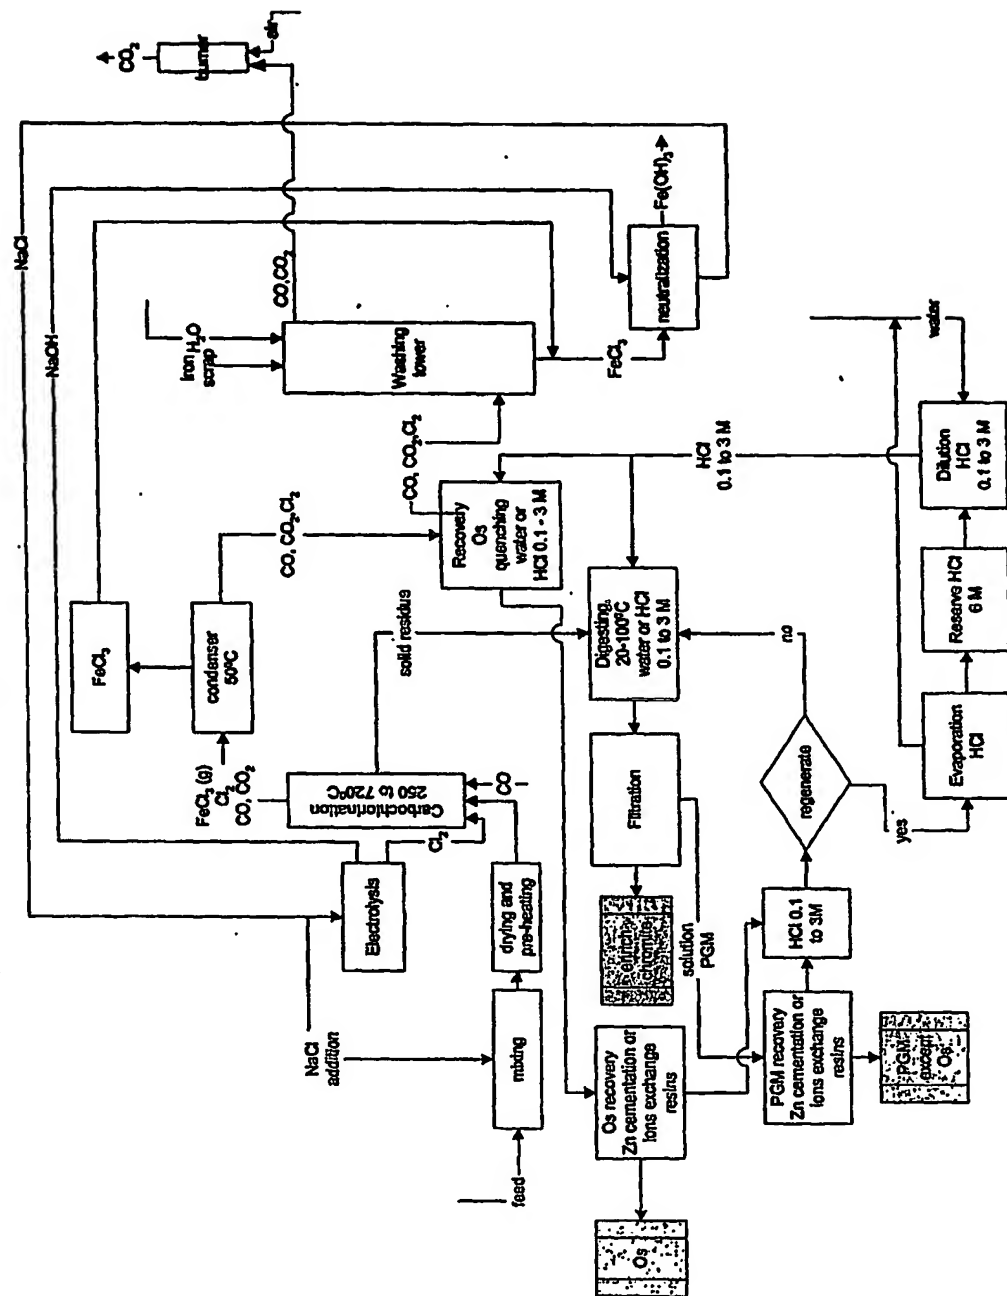 CO₂
burner
air
NaCl
NaOH
CO,CO₂
iron H₂O
scrap
Washing
tower
FeCl₃
neutralization
Fe(OH)₃
FeCl₃
condenser
50ºC
CO, CO₂,Cl₂
CO, CO₂,Cl₂
Recovery
Os
quenching
water or
HCl 0.1 - 3 M
HCl
0.1 to 3 M
water
Dilution
HCl
0.1 to 3 M
Reserve HCl
6 M
Evaporation
HCl
FeCl₃ (g)
Cl₂
CO, CO₂
Carbochlorination
250 to 720ºC
CO
Cl₂
solid residue
Digesting,
20-100ºC
water or HCl
0.1 to 3 M
no
regenerate
yes
Electrolysis
drying and
pre-heating
mixing
NaCl
addition
feed
Filtration
enrich
chromite
solution
PGM
HCl 0.1
to 3M
Os recovery
Zn cementation or
Ions exchange
resins
PGM recovery
Zn cementation or
Ions exchange
resins
PGM
except
Os
Os